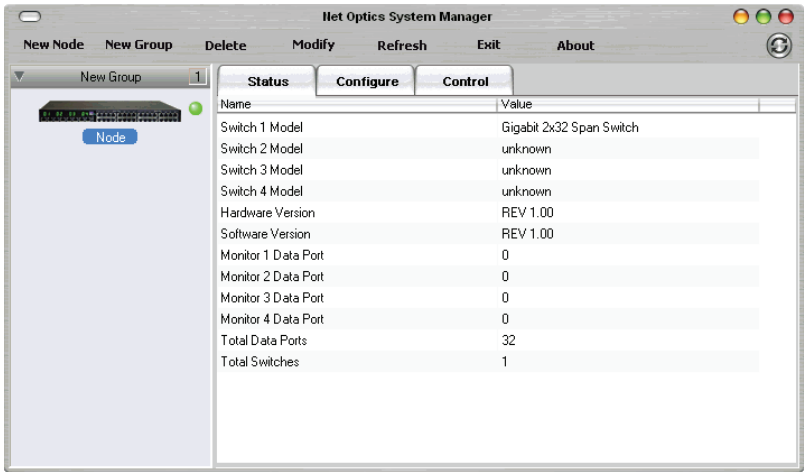 Net Optics System Manager
New Node New Group Delete Modify Refresh Exit About
New Group 1
Node
Status Configure Control
Name Value
Switch 1 Model Gigabit 2x32 Span Switch
Switch 2 Model unknown
Switch 3 Model unknown
Switch 4 Model unknown
Hardware Version REV 1.00
Software Version REV 1.00
Monitor 1 Data Port 0
Monitor 2 Data Port 0
Monitor 3 Data Port 0
Monitor 4 Data Port 0
Total Data Ports 32
Total Switches 1